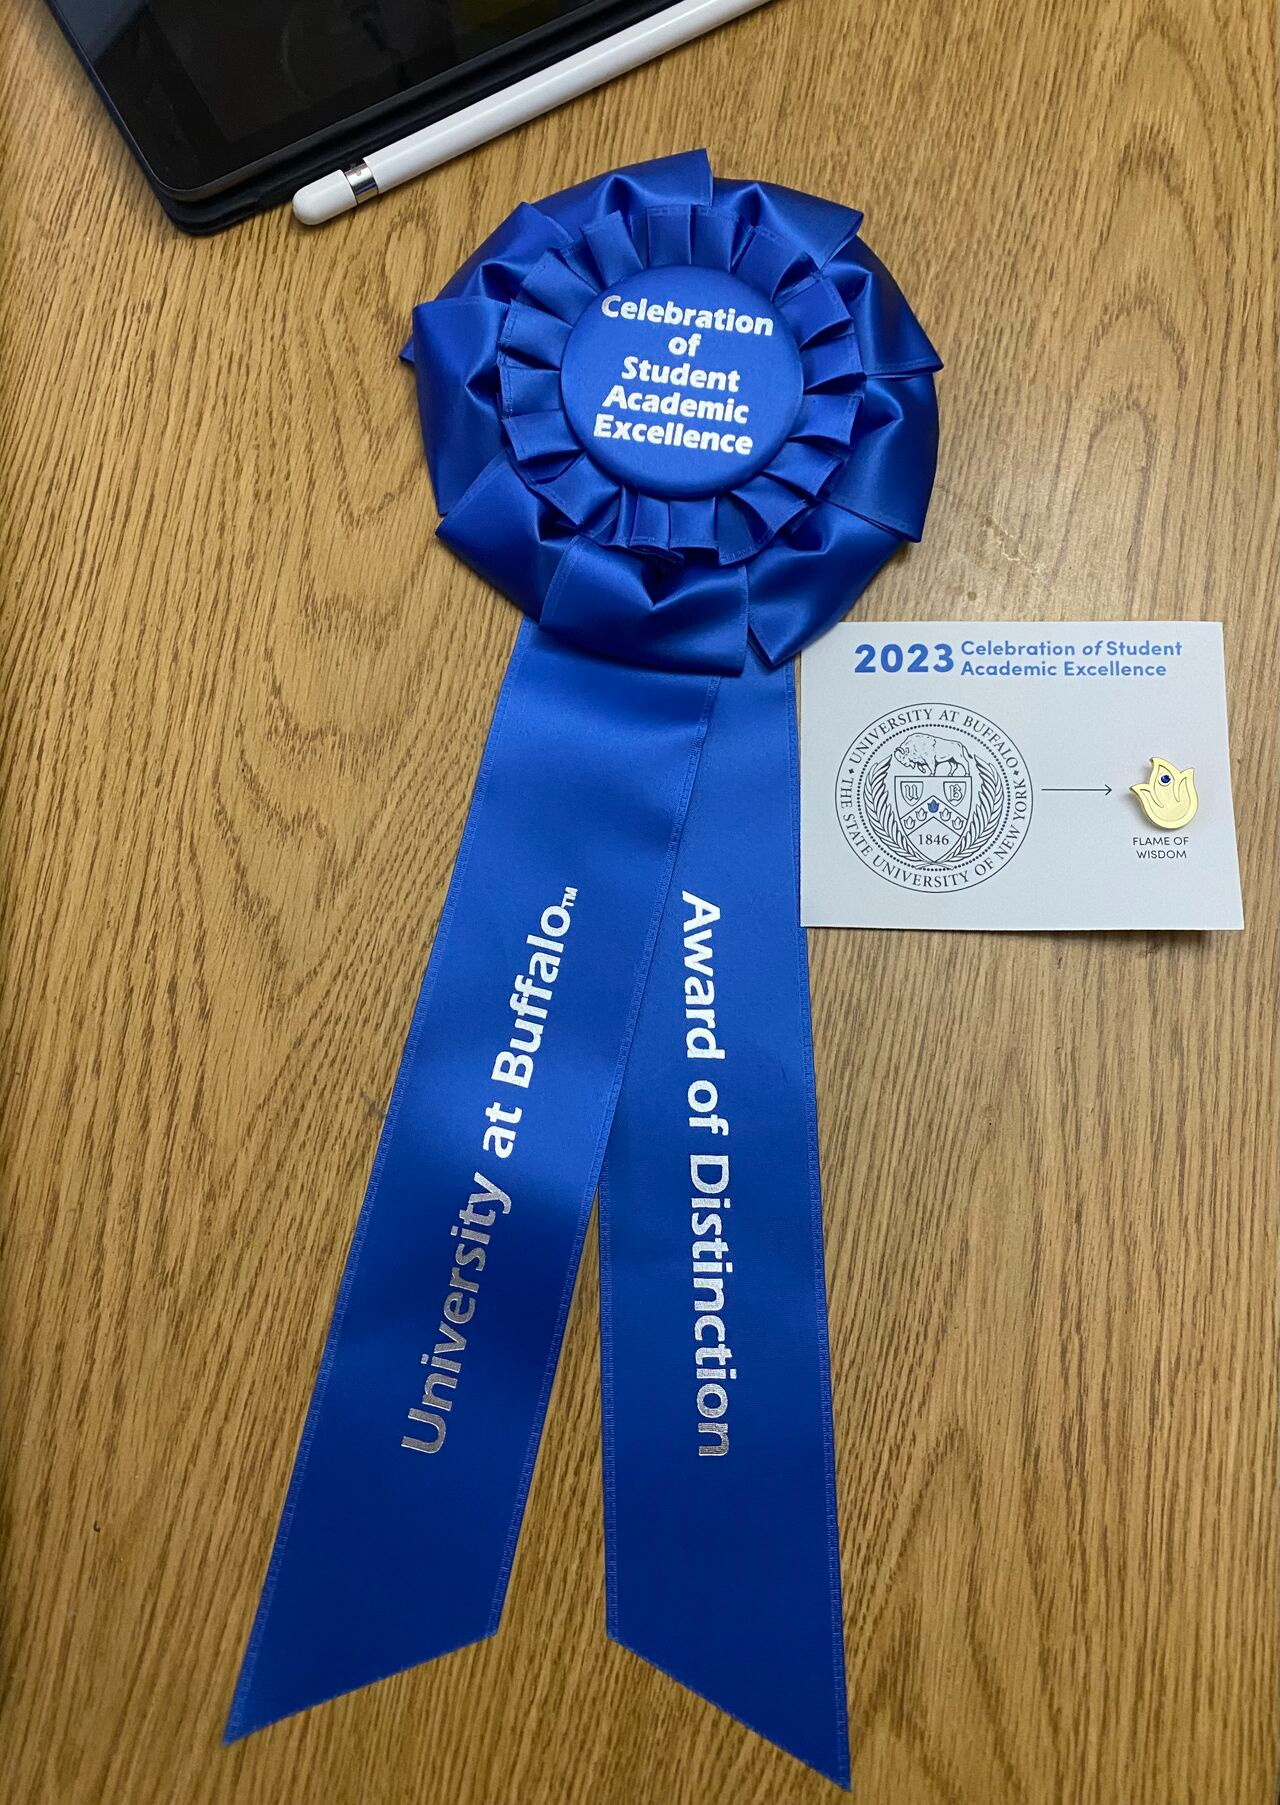 Celebration
of
Student
Academic
Excellence
University at Buffalo™
Award of Distinction
2023 Celebration of Student
Academic Excellence
UNIVERSITY AT BUFFALO
THE STATE UNIVERSITY OF NEW YORK
U B
1846
FLAME OF
WISDOM